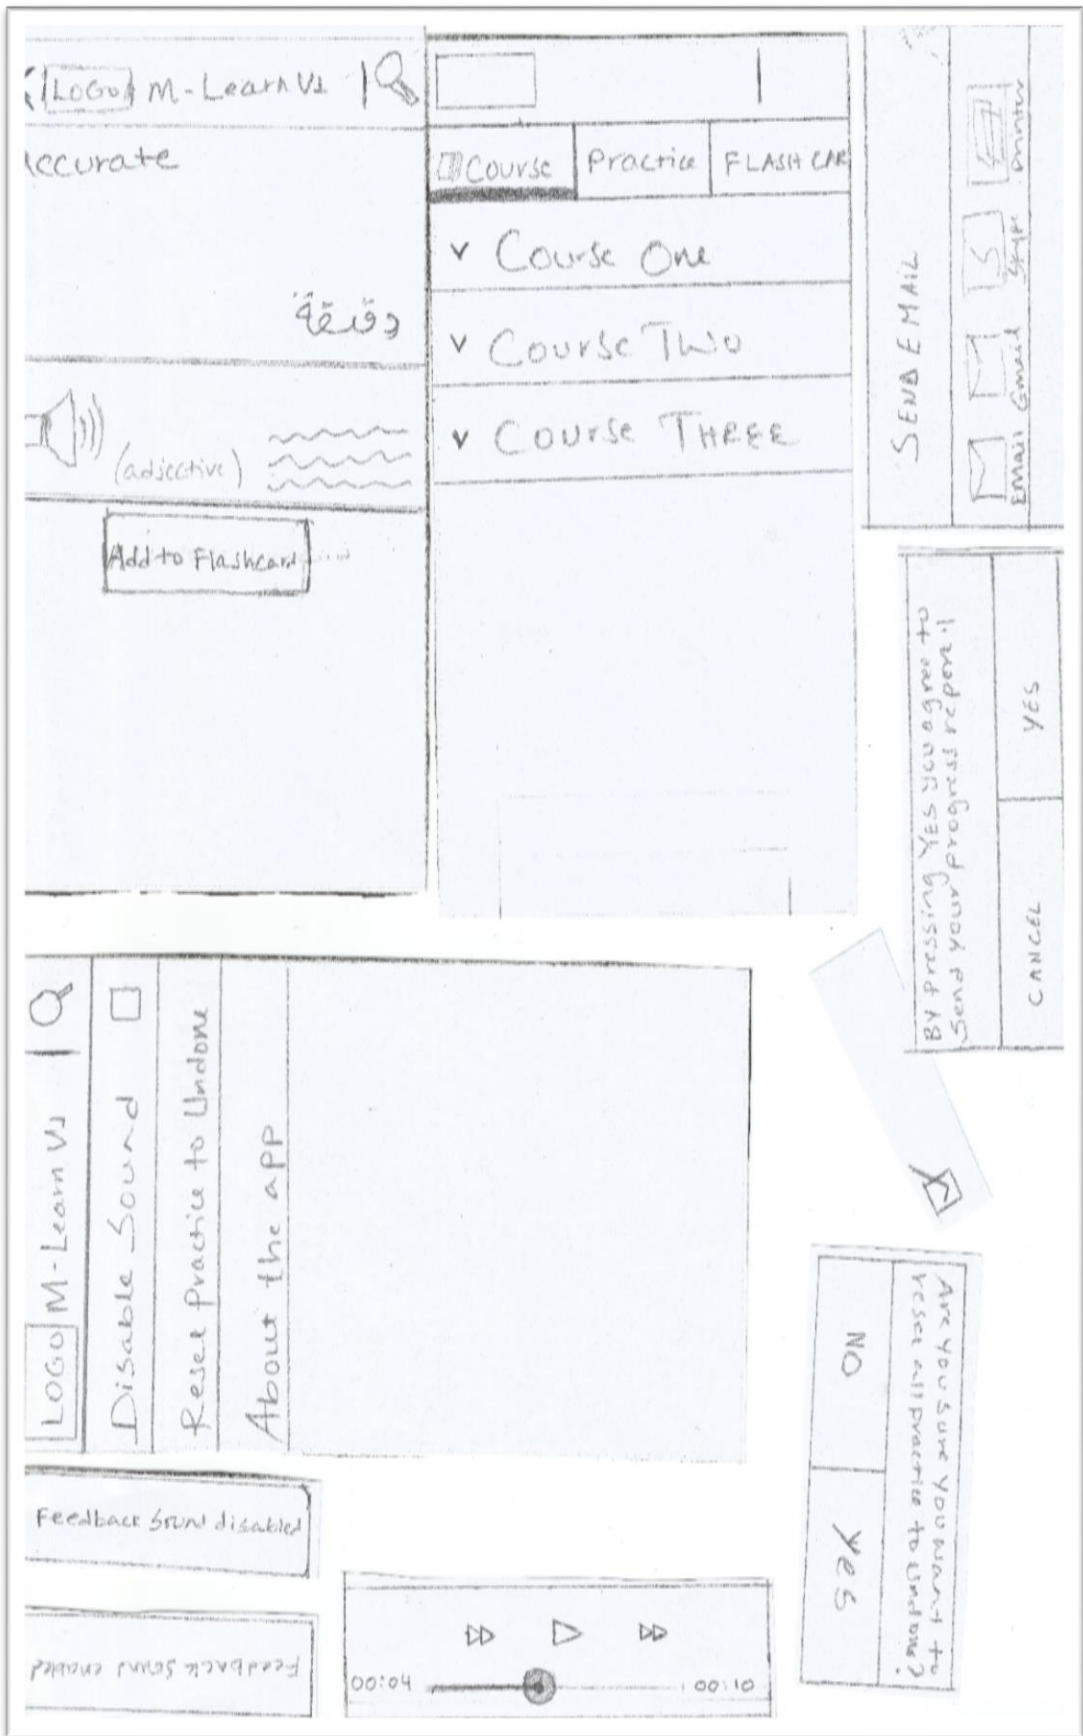 LOGO M-Learn V1
Accurate
دقيقة
(adjective)
Add to Flashcard
Course
Practice
FLASH CAR
Course One
Course Two
Course THREE
SEND EMAIL
EMail
Gmail
Skype
printer
BY pressing YES you agree to
Send your progress report!
CANCEL
YES
LOGO M-Learn V1
Disable Sound
Reset Practice to Undone
About the app
Are you sure you want to
reset all practice to undone?
NO
Yes
Feedback Sound disabled
Feedback Sound enabled
00:04
00:10